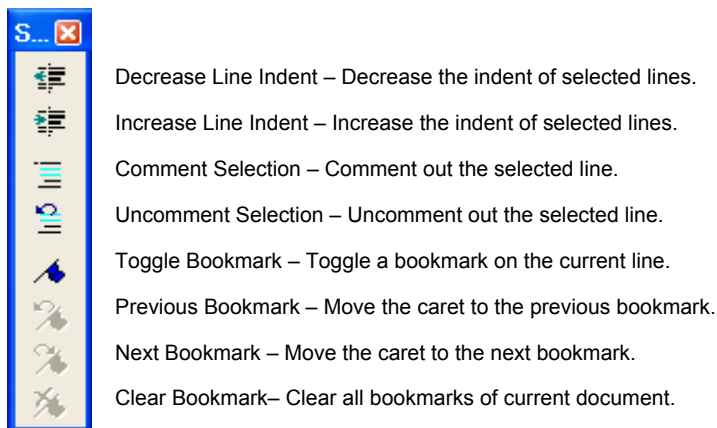 S...
Decrease Line Indent – Decrease the indent of selected lines.
Increase Line Indent – Increase the indent of selected lines.
Comment Selection – Comment out the selected line.
Uncomment Selection – Uncomment out the selected line.
Toggle Bookmark – Toggle a bookmark on the current line.
Previous Bookmark – Move the caret to the previous bookmark.
Next Bookmark – Move the caret to the next bookmark.
Clear Bookmark– Clear all bookmarks of current document.